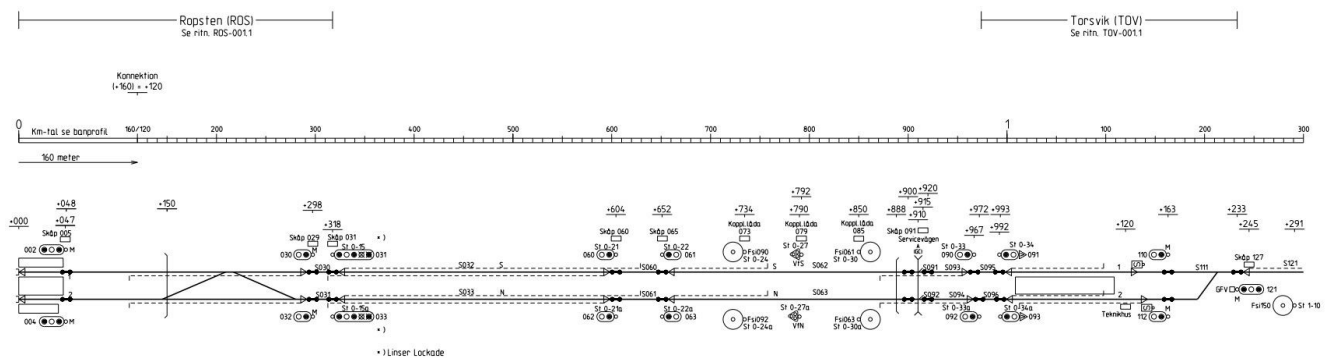 Ropsten (ROS)
Se ritn. ROS-001.1
Torsvik (TOV)
Se ritn. TOV-001.1
Konnektion
(+160) = +120
0 Km-tal se banprofil 160/120 200 300 400 500 600 700 800 900 1 100 200 300
160 meter
+792 +900 +920
+048 +150 +298 +604 +652 +734 +790 +850 +888 +915 +972 +993 +163 +233
+000 +047 +318 +910 +967 +992 +120 +245 +291
Skåp 005 Skåp 029 Skåp 031 *) Skåp 060 Skåp 065 Koppl.låda 073 Koppl.låda 079 Koppl.låda 085 Skåp 091 Servicevägen
St 0-15 St 0-21 St 0-22 St 0-27 St 0-33 St 0-34 Skåp 127
002 M 030 M 031 060 061 Fsi090 St 0-24 VfS Fsi061 St 0-30 090 091 110 M
1 S030 S032 S S060 S S062 S091 S093 S095 1 S111 S121
2 S031 S033 N S061 N S063 S092 S094 S096 2 GFV 121 M
004 M 032 M St 0-15a 033 St 0-21a 062 St 0-22a 063 Fsi092 St 0-24a St 0-27a VfN Fsi063 St 0-30a St 0-33a 092 St 0-34a 093 Teknikhus 112 M Fsi150 St 1-10
*) Linser Lockade